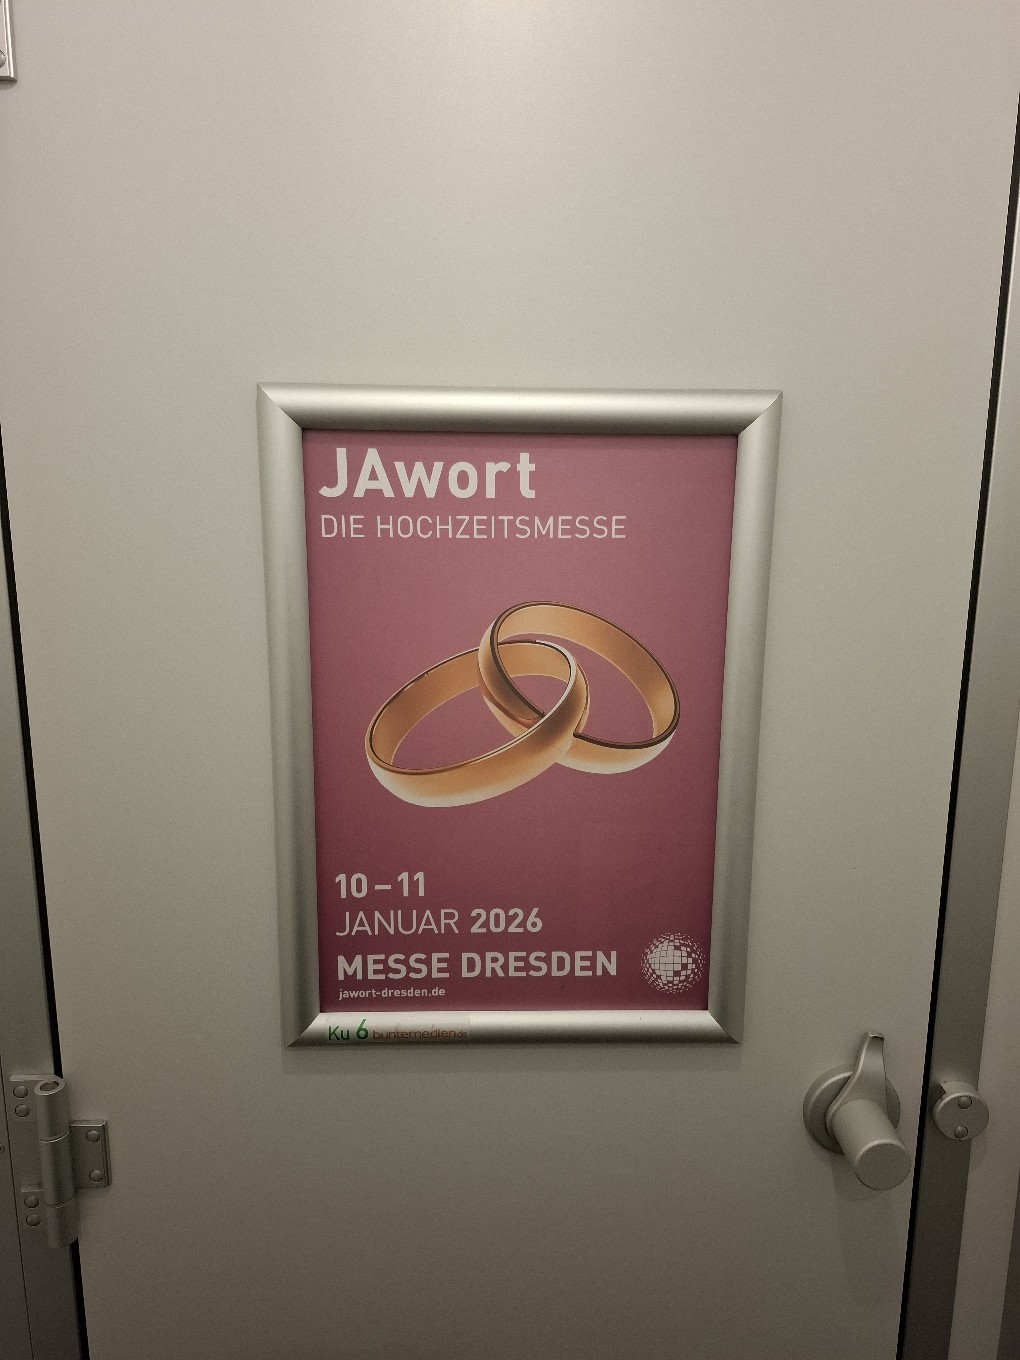 JAwort
DIE HOCHZEITSMESSE
10 – 11
JANUAR 2026
MESSE DRESDEN
jawort-dresden.de
Ku 6 buntemedien.de